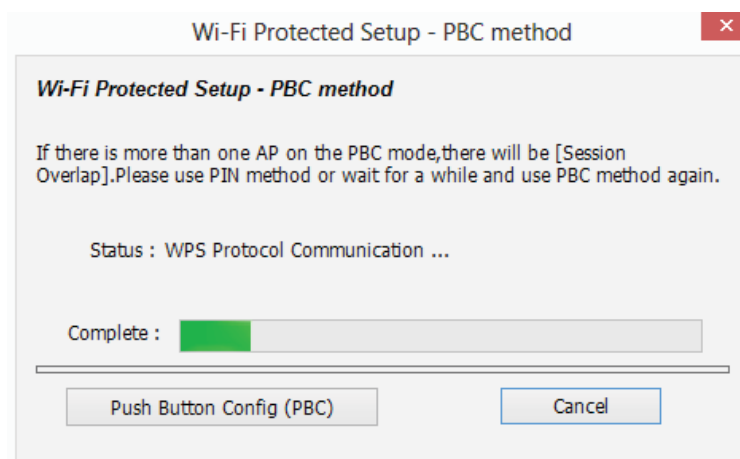 Wi-Fi Protected Setup - PBC method
Wi-Fi Protected Setup - PBC method
If there is more than one AP on the PBC mode,there will be [Session
Overlap].Please use PIN method or wait for a while and use PBC method again.
Status : WPS Protocol Communication ...
Complete :
Push Button Config (PBC) Cancel